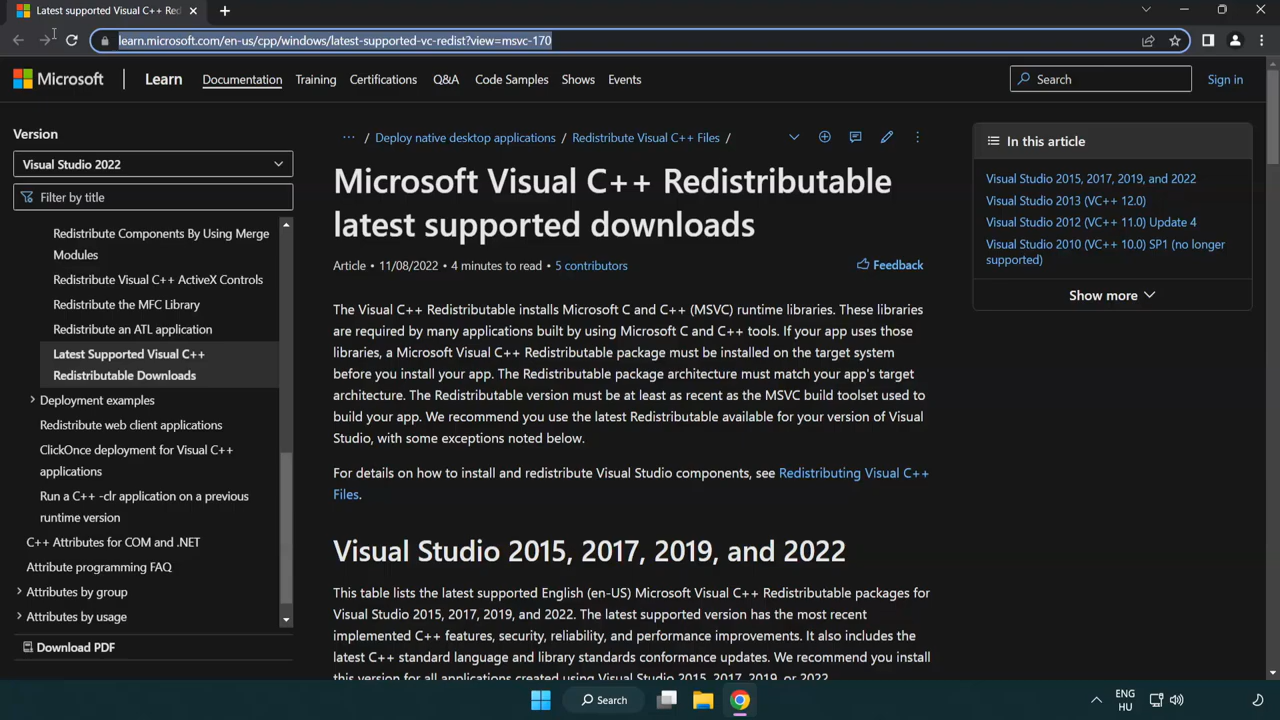 Latest supported Visual C++ Red
learn.microsoft.com/en-us/cpp/windows/latest-supported-vc-redist?view=msvc-170
Microsoft
Learn
Documentation
Training
Certifications
Q&A
Code Samples
Shows
Events
Search
Sign in
Version
Visual Studio 2022
Filter by title
Redistribute Components By Using Merge
Modules
Redistribute Visual C++ ActiveX Controls
Redistribute the MFC Library
Redistribute an ATL application
Latest Supported Visual C++
Redistributable Downloads
Deployment examples
Redistribute web client applications
ClickOnce deployment for Visual C++
applications
Run a C++ -clr application on a previous
runtime version
C++ Attributes for COM and .NET
Attribute programming FAQ
Attributes by group
Attributes by usage
Download PDF
... / Deploy native desktop applications / Redistribute Visual C++ Files /
Microsoft Visual C++ Redistributable
latest supported downloads
Article • 11/08/2022 • 4 minutes to read • 5 contributors
Feedback
The Visual C++ Redistributable installs Microsoft C and C++ (MSVC) runtime libraries. These libraries
are required by many applications built by using Microsoft C and C++ tools. If your app uses those
libraries, a Microsoft Visual C++ Redistributable package must be installed on the target system
before you install your app. The Redistributable package architecture must match your app's target
architecture. The Redistributable version must be at least as recent as the MSVC build toolset used to
build your app. We recommend you use the latest Redistributable available for your version of Visual
Studio, with some exceptions noted below.
For details on how to install and redistribute Visual Studio components, see Redistributing Visual C++
Files.
Visual Studio 2015, 2017, 2019, and 2022
This table lists the latest supported English (en-US) Microsoft Visual C++ Redistributable packages for
Visual Studio 2015, 2017, 2019, and 2022. The latest supported version has the most recent
implemented C++ features, security, reliability, and performance improvements. It also includes the
latest C++ standard language and library standards conformance updates. We recommend you install
this version for all applications created using Visual Studio 2015, 2017, 2019, or 2022.
In this article
Visual Studio 2015, 2017, 2019, and 2022
Visual Studio 2013 (VC++ 12.0)
Visual Studio 2012 (VC++ 11.0) Update 4
Visual Studio 2010 (VC++ 10.0) SP1 (no longer
supported)
Show more
Search
ENG
HU